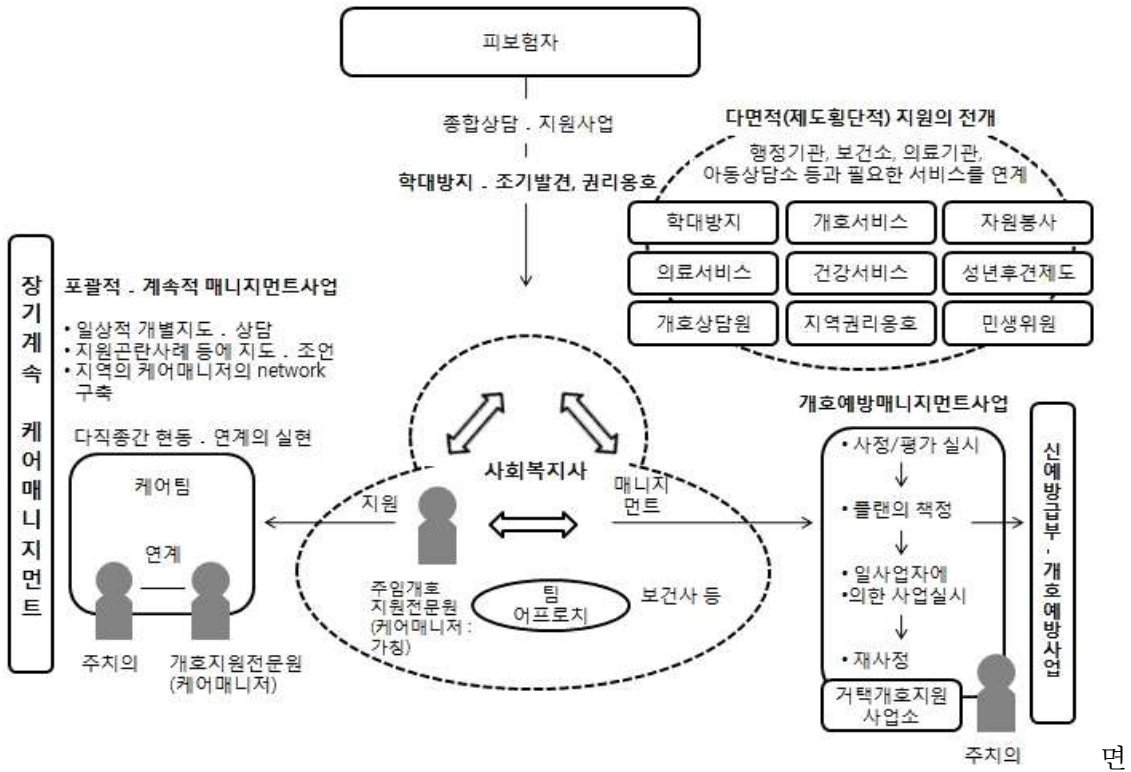 피보험자
종합상담 . 지원사업
학대방지 . 조기발견, 권리옹호
다면적(제도횡단적) 지원의 전개
행정기관, 보건소, 의료기관,
아동상담소 등과 필요한 서비스를 연계
학대방지
개호서비스
자원봉사
의료서비스
건강서비스
성년후견제도
개호상담원
지역권리옹호
민생위원
장기계속 케어매니지먼트
포괄적 . 계속적 매니지먼트사업
• 일상적 개별지도 . 상담
• 지원곤란사례 등에 지도 . 조언
• 지역의 케어매니저의 network
구축
다직종간 현동 . 연계의 실현
케어팀
연계
주치의
개호지원전문원
(케어매니저)
지원
사회복지사
매니지
먼트
주임개호
지원전문원
(케어매니저 :
가칭)
팀
어프로치
보건사 등
개호예방매니지먼트사업
• 사정/평가 실시
• 플랜의 책정
• 일사업자에
• 의한 사업실시
• 재사정
거택개호지원
사업소
주치의
신예방급부 . 개호예방사업
면